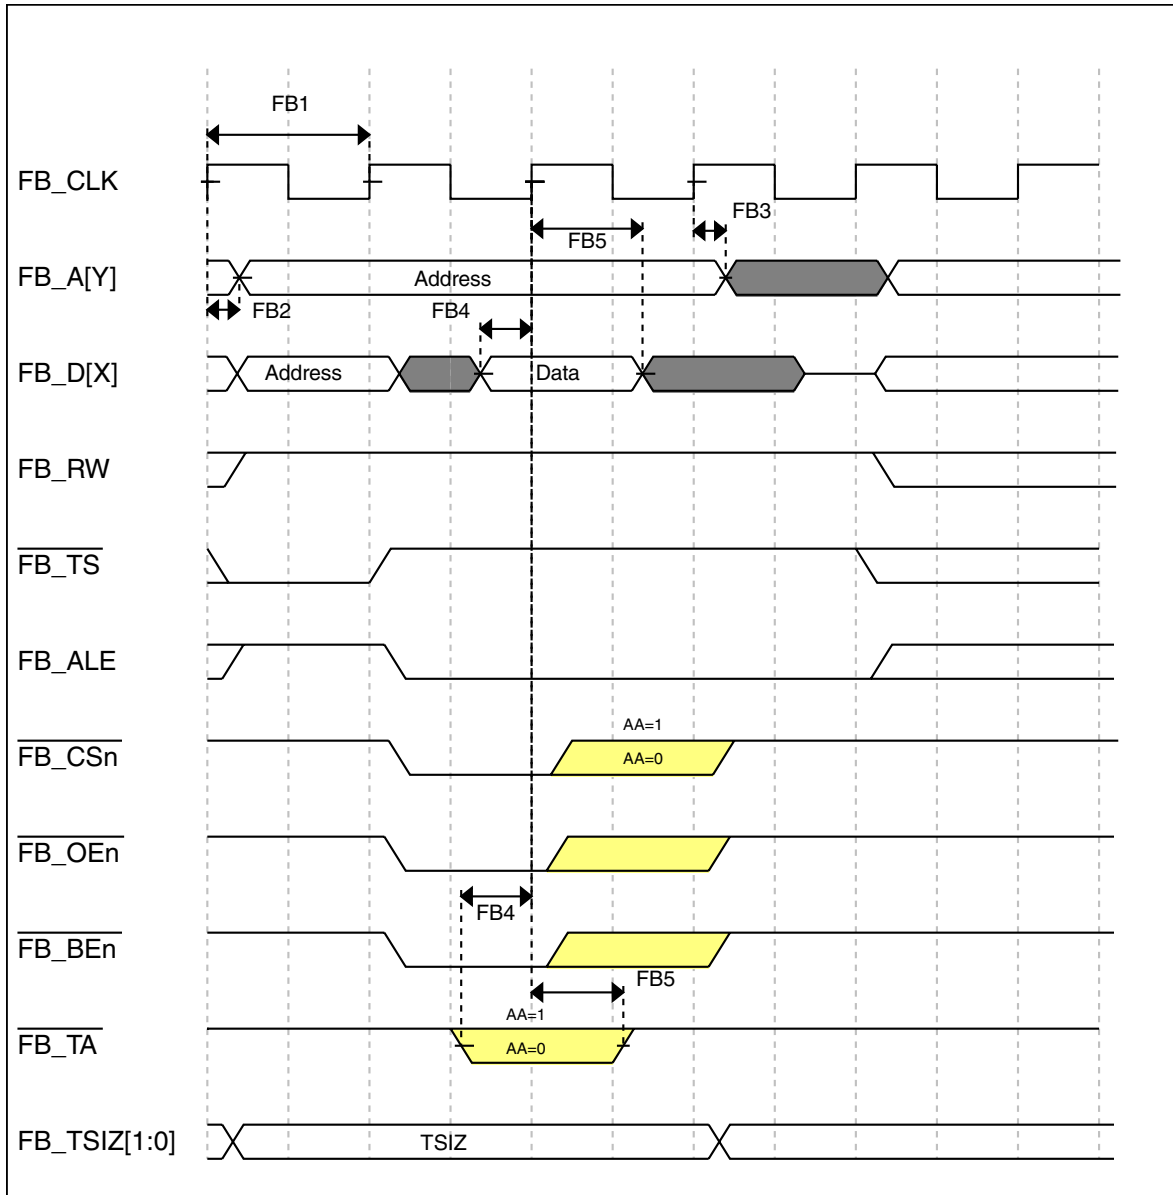 FB1
FB_CLK
FB3
FB5
FB_A[Y]
Address
FB2
FB4
FB_D[X]
Address
Data
FB_RW
FB_TS
FB_ALE
AA=1
FB_CSn
AA=0
FB_OEn
FB4
FB_BEn
FB5
AA=1
FB_TA
AA=0
FB_TSIZ[1:0]
TSIZ